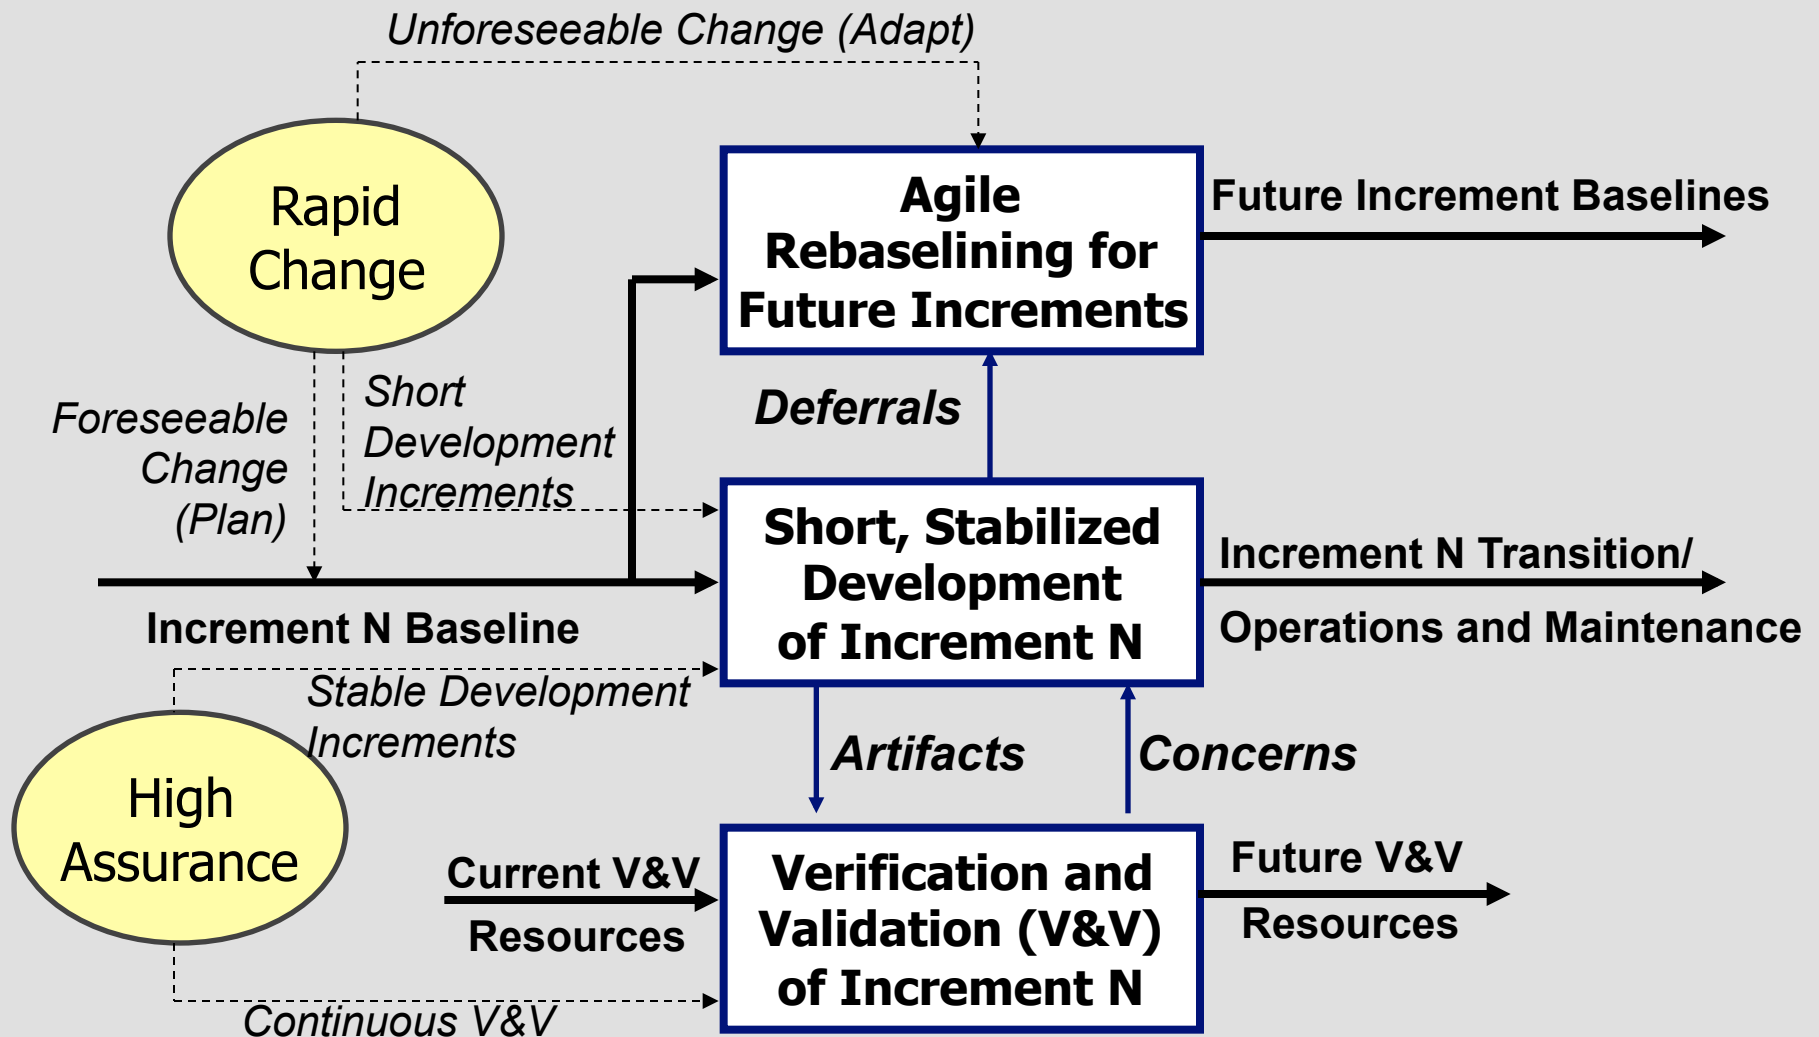 Unforeseeable Change (Adapt)
Rapid
Change
Agile
Rebaselining for
Future Increments
Future Increment Baselines
Foreseeable
Change
(Plan)
Short
Development
Increments
Deferrals
Short, Stabilized
Development
of Increment N
Increment N Transition/
Operations and Maintenance
Increment N Baseline
Stable Development
Increments
High
Assurance
Artifacts
Concerns
Current V&V
Resources
Verification and
Validation (V&V)
of Increment N
Future V&V
Resources
Continuous V&V